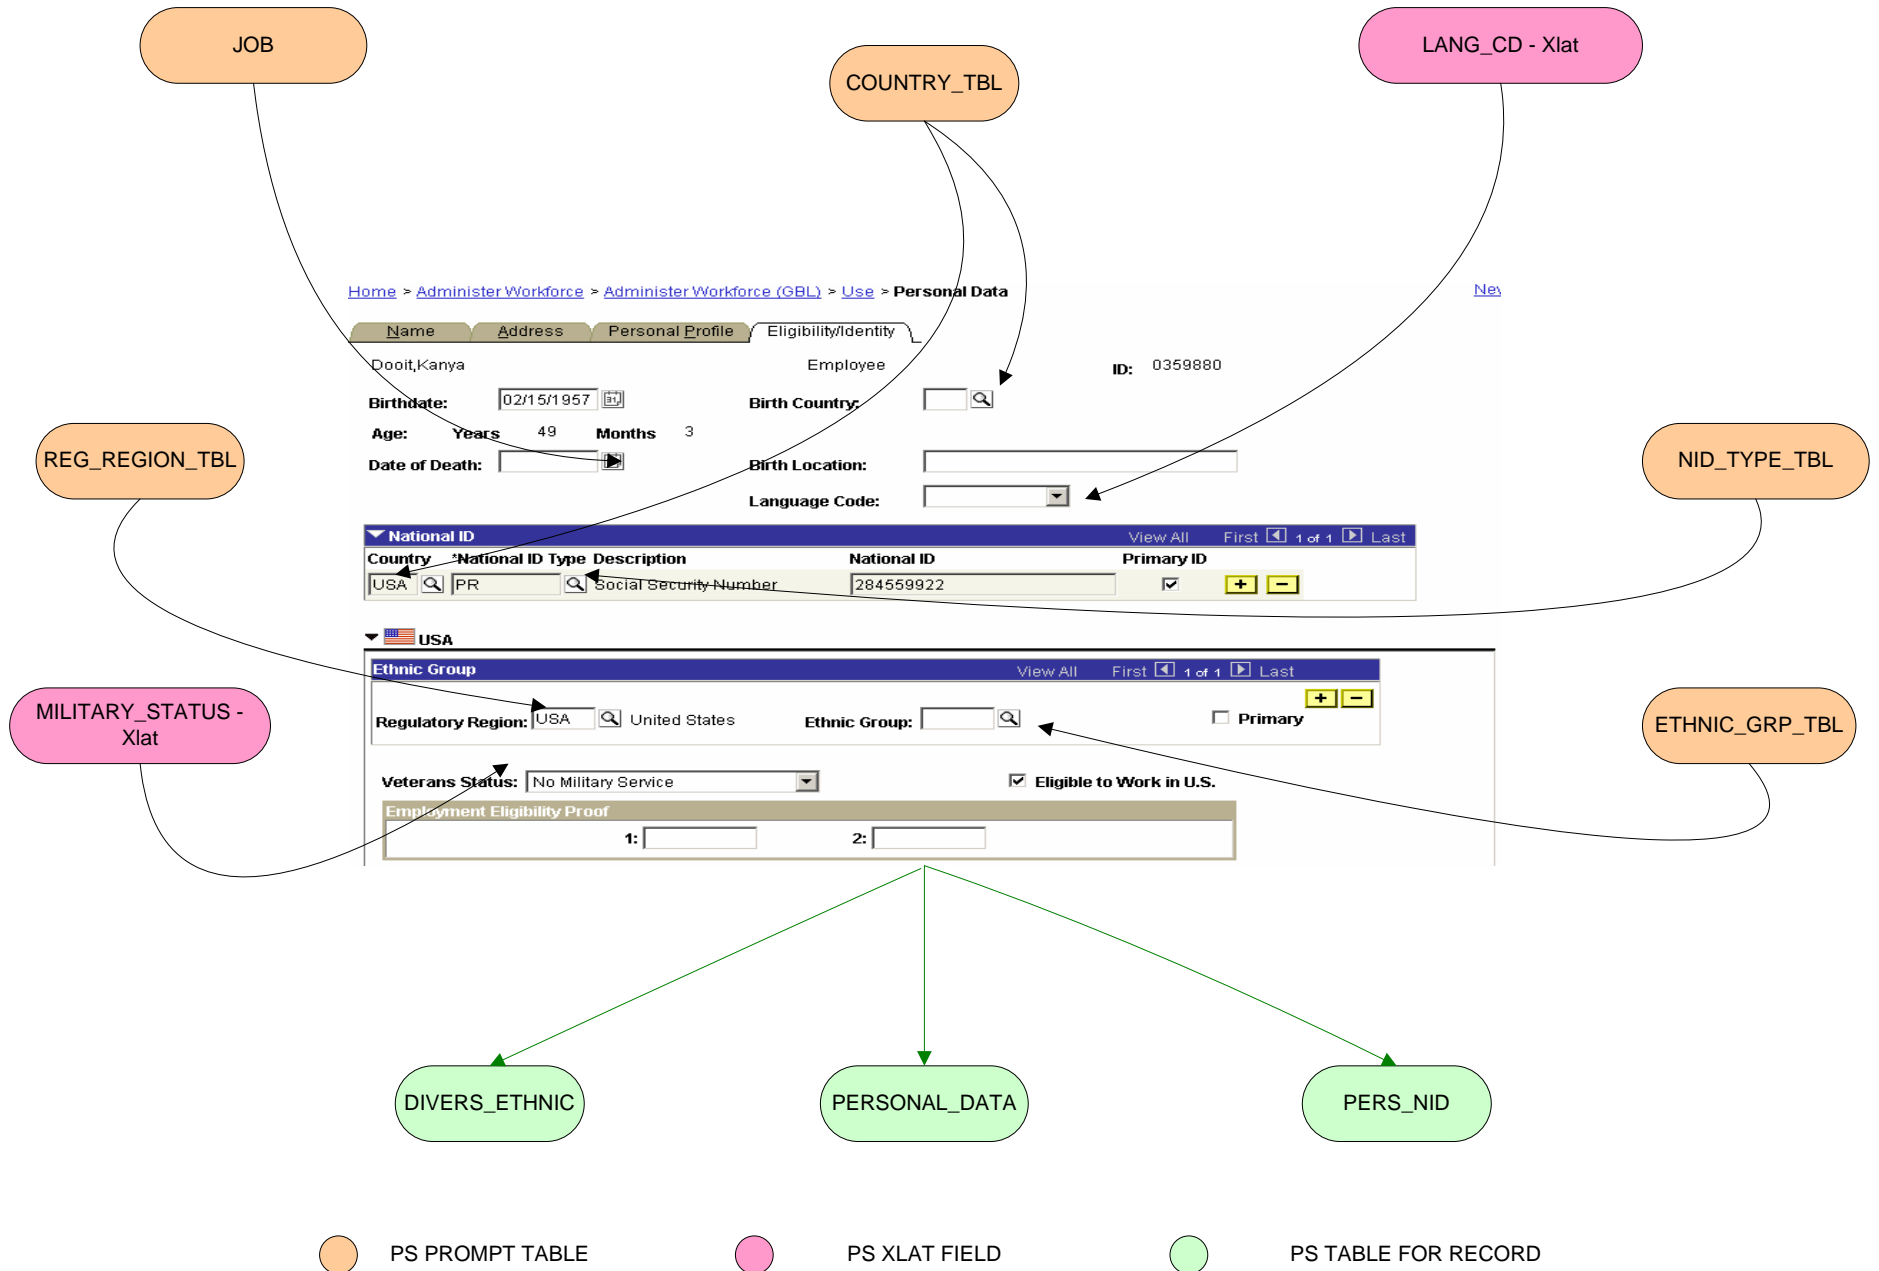 JOB
COUNTRY_TBL
LANG_CD - Xlat
Home > Administer Workforce > Administer Workforce (GBL) > Use > Personal Data
Name Address Personal Profile Eligibility/Identity
Dooit,Kanya Employee ID: 0359880
Birthdate: 02/15/1957 Birth Country:
Age: Years 49 Months 3
Date of Death: Birth Location:
Language Code:
REG_REGION_TBL
NID_TYPE_TBL
National ID View All First 1 of 1 Last
Country *National ID Type Description National ID Primary ID
USA PR Social Security Number 284559922
USA
Ethnic Group View All First 1 of 1 Last
Regulatory Region: USA United States Ethnic Group: Primary
MILITARY_STATUS -
Xlat
ETHNIC_GRP_TBL
Veterans Status: No Military Service Eligible to Work in U.S.
Employment Eligibility Proof
1: 2:
DIVERS_ETHNIC
PERSONAL_DATA
PERS_NID
PS PROMPT TABLE
PS XLAT FIELD
PS TABLE FOR RECORD